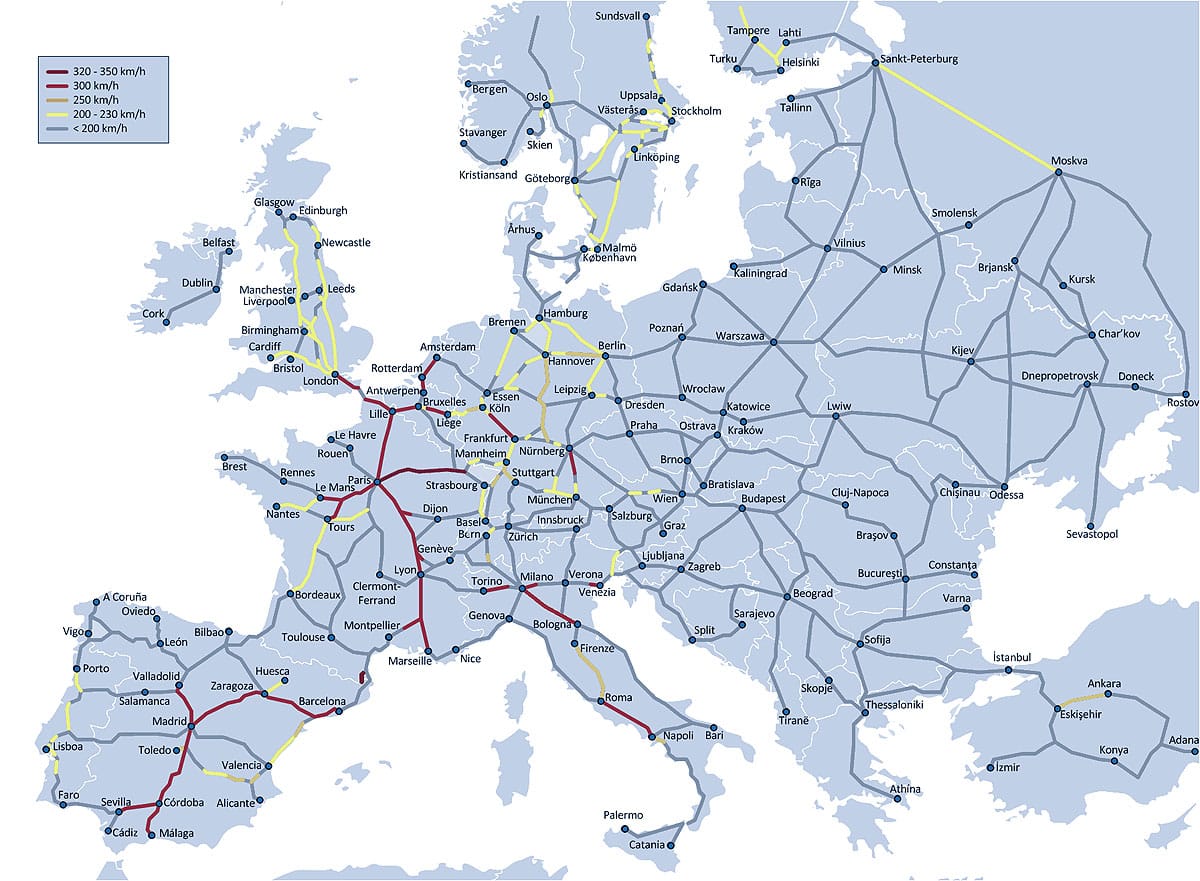 320 - 350 km/h
300 km/h
250 km/h
200 - 230 km/h
< 200 km/h
Sundsvall
Tampere
Lahti
Turku
Helsinki
Sankt-Peterburg
Bergen
Oslo
Uppsala
Västerås
Stockholm
Tallinn
Stavanger
Skien
Linköping
Kristiansand
Göteborg
Moskva
Rīga
Glasgow
Edinburgh
Smolensk
Newcastle
Århus
Malmö
København
Belfast
Vilnius
Kaliningrad
Minsk
Brjansk
Kursk
Dublin
Manchester
Leeds
Liverpool
Gdańsk
Cork
Birmingham
Bremen
Hamburg
Poznań
Warszawa
Char'kov
Cardiff
Bristol
London
Amsterdam
Hannover
Berlin
Kijev
Rotterdam
Antwerpen
Bruxelles
Essen
Köln
Leipzig
Dresden
Wroclaw
Dnepropetrovsk
Doneck
Rostov
Lille
Liège
Katowice
Kraków
Lwiw
Le Havre
Rouen
Frankfurt
Nürnberg
Praha
Ostrava
Mannheim
Brest
Rennes
Le Mans
Paris
Strasbourg
Stuttgart
Brno
Nantes
Tours
München
Wien
Bratislava
Budapest
Cluj-Napoca
Chișinau
Odessa
Dijon
Basel
Bern
Zürich
Innsbruck
Salzburg
Graz
Sevastopol
Genève
Ljubljana
Zagreb
Brașov
Lyon
Clermont-
Ferrand
Torino
Milano
Verona
Venezia
București
Constanța
A Coruña
Oviedo
Bordeaux
Beograd
Varna
Vigo
León
Bilbao
Toulouse
Montpellier
Genova
Bologna
Sarajevo
Split
Sofija
Firenze
Marseille
Nice
Porto
Valladolid
Huesca
Zaragoza
İstanbul
Salamanca
Barcelona
Roma
Skopje
Ankara
Madrid
Tiranë
Thessaloniki
Eskişehir
Lisboa
Toledo
Valencia
Napoli
Bari
Adana
Konya
İzmir
Faro
Sevilla
Córdoba
Alicante
Athína
Cádiz
Málaga
Palermo
Catania